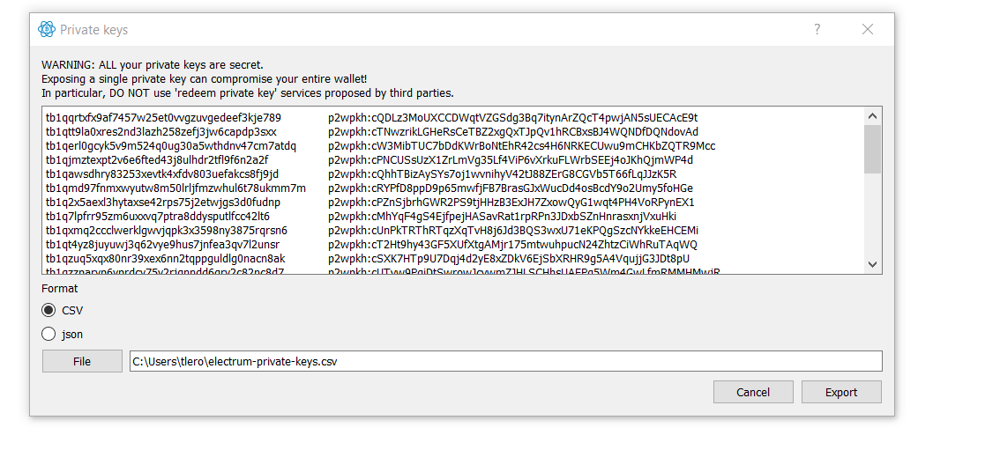 Private keys
WARNING: ALL your private keys are secret.
Exposing a single private key can compromise your entire wallet!
In particular, DO NOT use 'redeem private key' services proposed by third parties.
tb1qqrtxfx9af7457w25et0vvgzuvgedeef3kje789 p2wpkh:cQDLz3MoUXCCDWqtVZGSdg3Bq7itynArZQcT4pwjAN5sUECAcE9t
tb1qtt9la0xres2nd3lazh258zefj3jw6capdp3sxx p2wpkh:cTNwzrikLGHeRsCeTBZ2xgQxTJpQv1hRCBxsBJ4WQNDfDQNdovAd
tb1qerl0gcyk5v9m524q0ug30a5wthdnv47cm7atdq p2wpkh:cW3MibTUC7bDdKWrBoNtEhR42cs4H6NRKECUwu9mCHKbZQTR9Mcc
tb1qjmztexpt2v6e6fted43j8ulhdr2tfl9f6n2a2f p2wpkh:cPNCUSsUzX1ZrLmVg35Lf4ViP6vXrkuFLWrbSEEj4oJKhQjmWP4d
tb1qawsdhry83253xevtk4xfdv803uefakcs8fj9jd p2wpkh:cQhhTBizAySYs7oj1wvnihyV42tJ88ZErG8CGVb5T66fLqJJzK5R
tb1qmd97fnmxwyutw8m50lrljfmzwhul6t78ukmm7m p2wpkh:cRYPfD8ppD9p65mwfjFB7BrasGJxWucDd4osBcdY9o2Umy5foHGe
tb1q2x5aexl3hytaxse42rps75j2etwjgs3d0fudnp p2wpkh:cPZnSjbrhGWR2PS9tjHHzB3ExJH7ZxowQyG1wqt4PH4VoRPynEX1
tb1q7lpfrr95zm6uxxvq7ptra8ddysputlfcc42lt6 p2wpkh:cMhYqF4gS4EjfpejHASavRat1rpRPn3JDxbSZnHnrasxnjVxuHki
tb1qxmq2ccclwerklgwvjqpk3x3598ny3875rqrsn6 p2wpkh:cUnPkTRThRTqzXqTvH8j6Jd3BQS3wxU71eKPQgSzcNYkkeEHCEMi
tb1qt4yz8juyuwj3q62vye9hus7jnfea3qv7l2unsr p2wpkh:cT2Ht9hy43GF5XUfXtgAMjr175mtwuhpucN24ZhtzCiWhRuTAqWQ
tb1qzuq5xqx80nr39xex6nn2tqppguldlg0nacn8ak p2wpkh:cSXK7HTp9U7Dqj4d2yE8xZDkV6EjSbXRHR9g5A4VqujjG3JDt8pU
Format
CSV
json
File C:\Users\tlero\electrum-private-keys.csv
Cancel Export